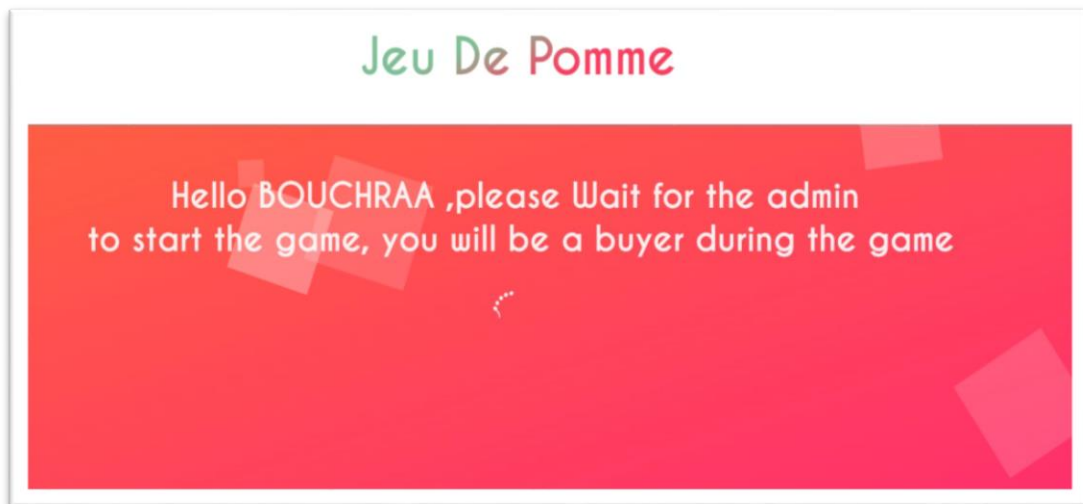 Jeu De Pomme
Hello BOUCHRAA ,please Wait for the admin
to start the game, you will be a buyer during the game